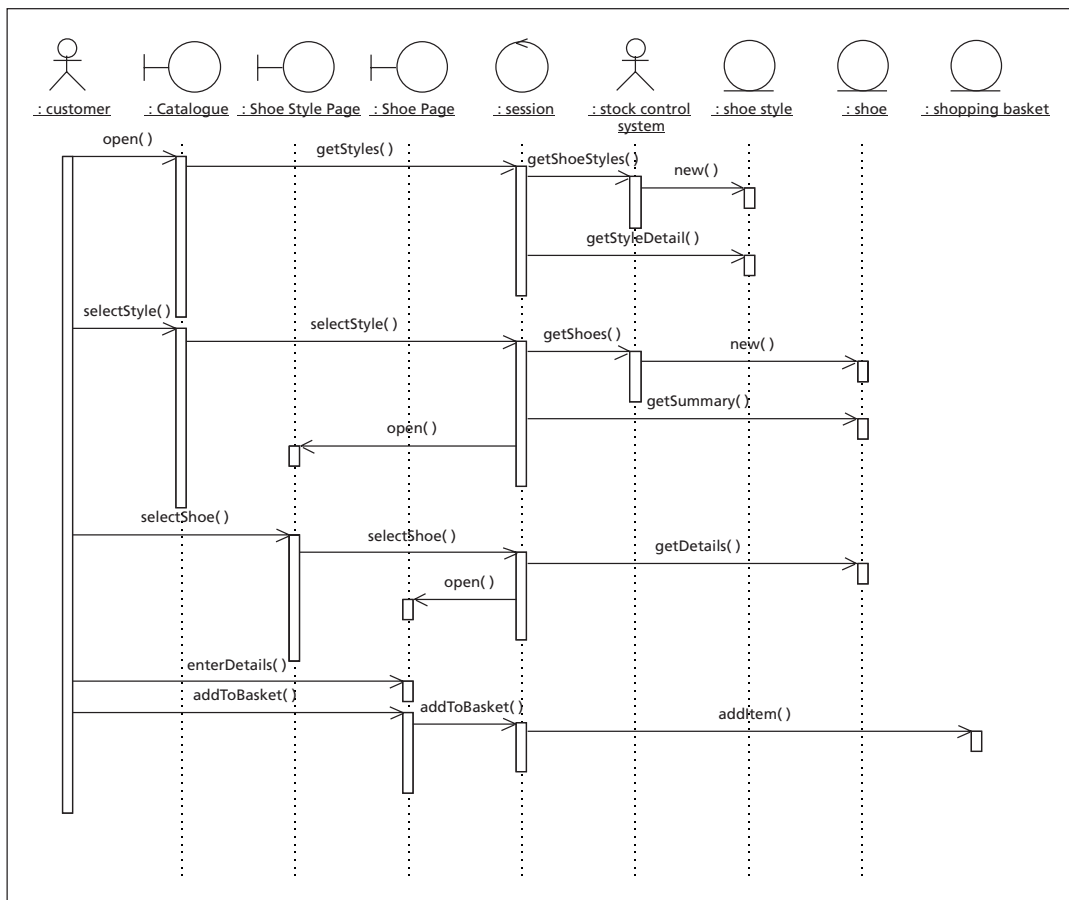 : customer
: Catalogue
: Shoe Style Page
: Shoe Page
: session
: stock control
system
: shoe style
: shoe
: shopping basket
open( )
getStyles( )
getShoeStyles( )
new( )
getStyleDetail( )
selectStyle( )
selectStyle( )
getShoes( )
new( )
getSummary( )
open( )
selectShoe( )
selectShoe( )
getDetails( )
open( )
enterDetails( )
addToBasket( )
addToBasket( )
addItem( )